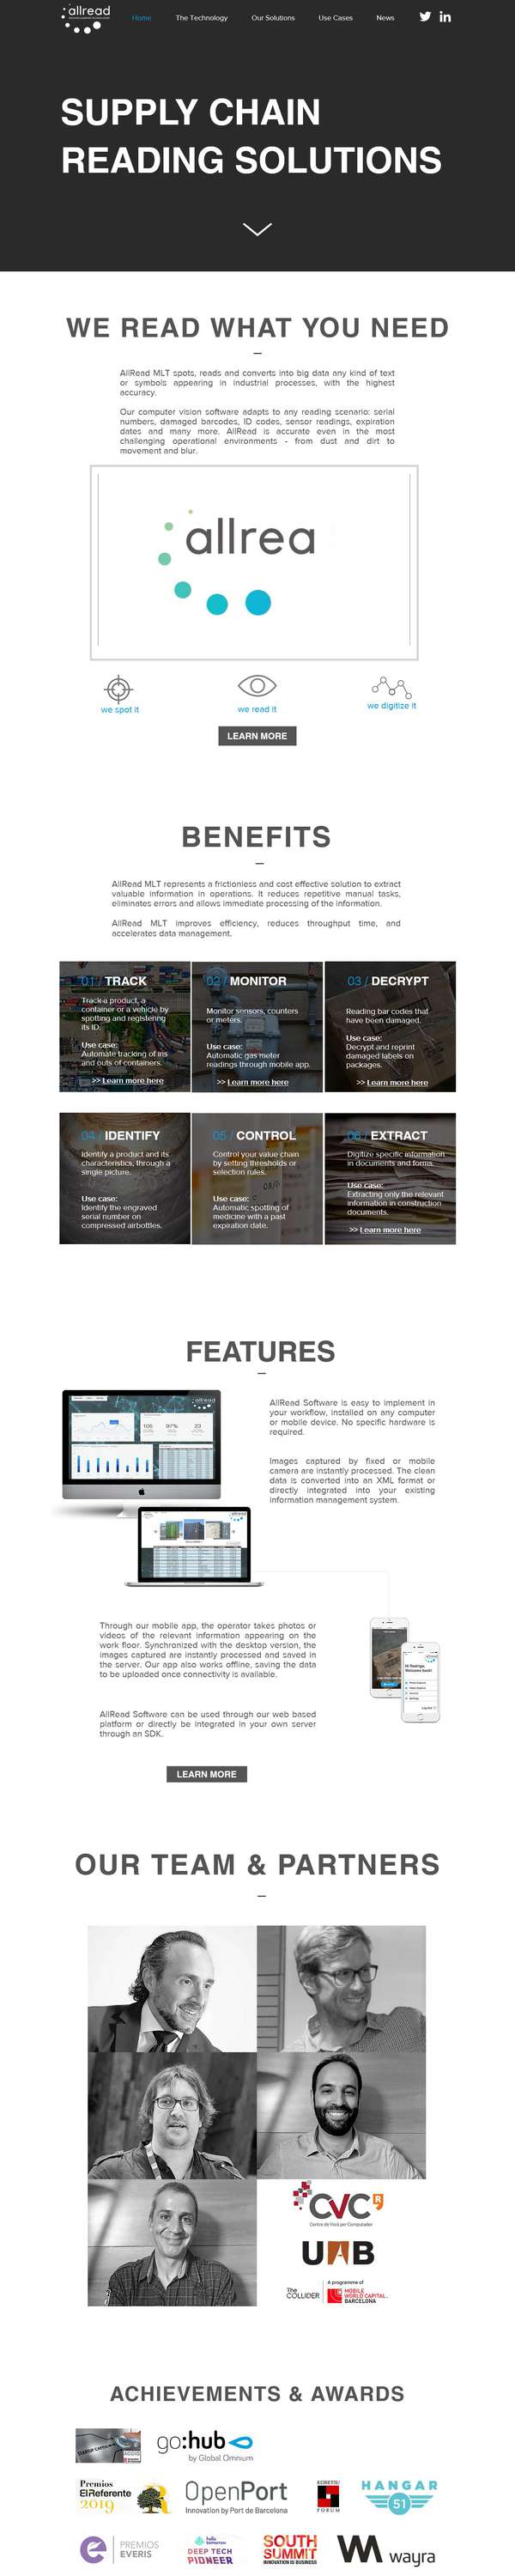 allread
Home The Technology Our Solutions Use Cases News
SUPPLY CHAIN
READING SOLUTIONS
WE READ WHAT YOU NEED
AllRead MLT spots, reads and converts into big data any kind of text
or symbols appearing in industrial processes, with the highest
accuracy.
Our computer vision software adapts to any reading scenario: serial
numbers, damaged barcodes, ID codes, sensor readings, expiration
dates and many more. AllRead is accurate even in the most
challenging operational environments - from dust and dirt to
movement and blur.
allrea
we spot it
we read it
we digitize it
LEARN MORE
BENEFITS
AllRead MLT represents a frictionless and cost effective solution to extract
valuable information in operations. It reduces repetitive manual tasks,
eliminates errors and allows immediate processing of the information.
AllRead MLT improves efficiency, reduces throughput time, and
accelerates data management.
01 / TRACK
Track a product, a
container or a vehicle by
spotting and registering
its ID.
Use case:
Automate tracking of ins
and outs of containers.
>> Learn more here
02 / MONITOR
Monitor sensors, counters
or meters.
Use case:
Automatic gas meter
readings through mobile app.
>> Learn more here
03 / DECRYPT
Reading bar codes that
have been damaged.
Use case:
Decrypt and reprint
damaged labels on
packages.
>> Learn more here
04 / IDENTIFY
Identify a product and its
characteristics, through a
single picture.
Use case:
Identify the engraved
serial number on
compressed airbottles.
05 / CONTROL
Control your value chain
by setting thresholds or
selection rules.
Use case:
Automatic spotting of
medicine with a past
expiration date.
06 / EXTRACT
Digitize specific information
in documents and forms.
Use case:
Extracting only the relevant
information in construction
documents.
>> Learn more here
FEATURES
AllRead Software is easy to implement in
your workflow, installed on any computer
or mobile device. No specific hardware is
required.
Images captured by fixed or mobile
camera are instantly processed. The clean
data is converted into an XML format or
directly integrated into your existing
information management system.
allread
105 97% 23
Through our mobile app, the operator takes photos or
videos of the relevant information appearing on the
work floor. Synchronized with the desktop version, the
images captured are instantly processed and saved in
the server. Our app also works offline, saving the data
to be uploaded once connectivity is available.
Hi Rodrigo,
Welcome back!
AllRead Software can be used through our web based
platform or directly be integrated in your own server
through an SDK.
LEARN MORE
OUR TEAM & PARTNERS
CVC
Centre de Visió per Computador
UAB
The
COLLIDER
A programme of
MOBILE
WORLD CAPITAL.
BARCELONA
ACHIEVEMENTS & AWARDS
ACCIÓ
go:hub
by Global Omnium
Premios
ElReferente
2019
OpenPort
Innovation by Port de Barcelona
FORUM
HANGAR
51
PREMIOS
EVERIS
hello
tomorrow
DEEP TECH
PIONEER
SOUTH
SUMMIT
INNOVATION IS BUSINESS
wayra